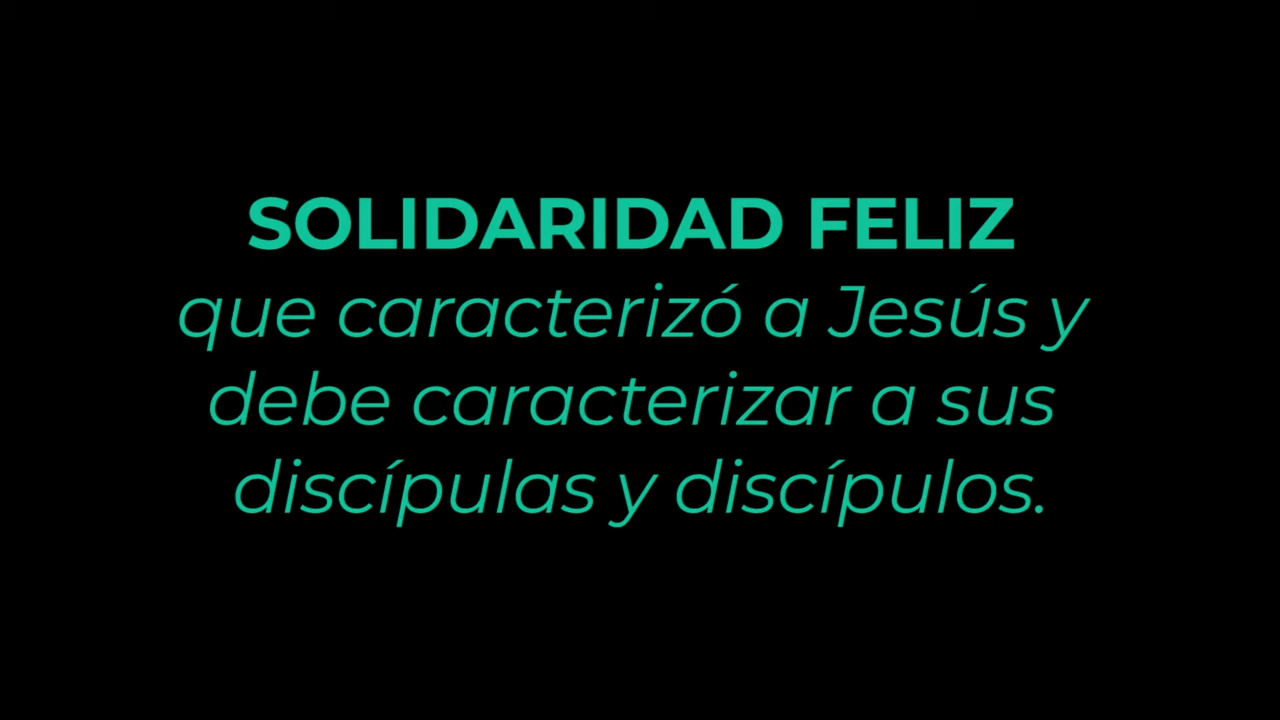 SOLIDARIDAD FELIZ
que caracterizó a Jesús y
debe caracterizar a sus
discípulas y discípulos.